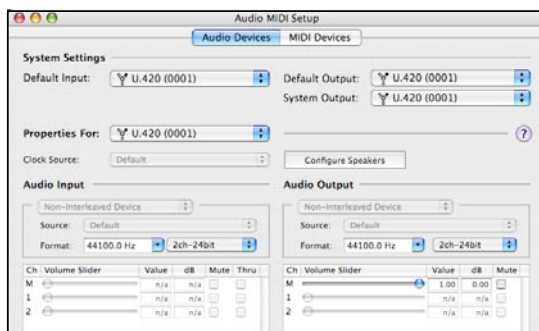 Audio MIDI Setup
Audio Devices MIDI Devices
System Settings
Default Input: U.420 (0001) Default Output: U.420 (0001)
System Output: U.420 (0001)
Properties For: U.420 (0001) ?
Clock Source: Default Configure Speakers
Audio Input Audio Output
Non-Interleaved Device Non-Interleaved Device
Source: Default Source: Default
Format: 44100.0 Hz 2ch-24bit Format: 44100.0 Hz 2ch-24bit
Ch Volume Slider Value dB Mute Thru Ch Volume Slider Value dB Mute
M n/a n/a M 1.00 0.00
1 n/a n/a 1 n/a n/a
2 n/a n/a 2 n/a n/a